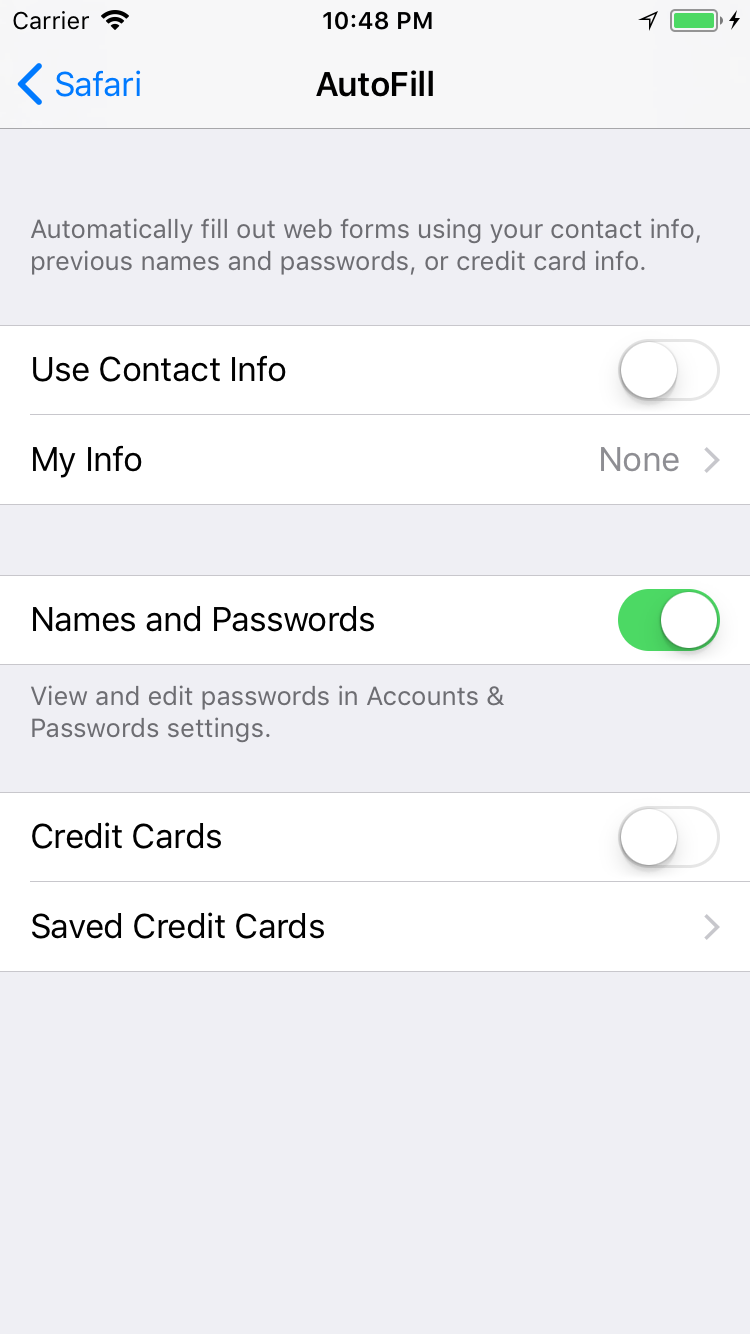 Carrier 10:48 PM
Safari AutoFill
Automatically fill out web forms using your contact info,
previous names and passwords, or credit card info.
Use Contact Info
My Info None
Names and Passwords
View and edit passwords in Accounts &
Passwords settings.
Credit Cards
Saved Credit Cards